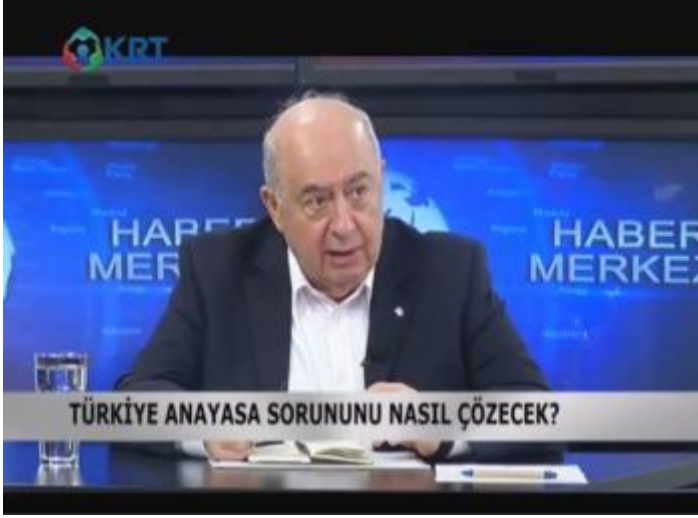 KRT
HABER
MERKEZ
HABER
MERKEZ
TÜRKİYE ANAYASA SORUNUNU NASIL ÇÖZECEK?